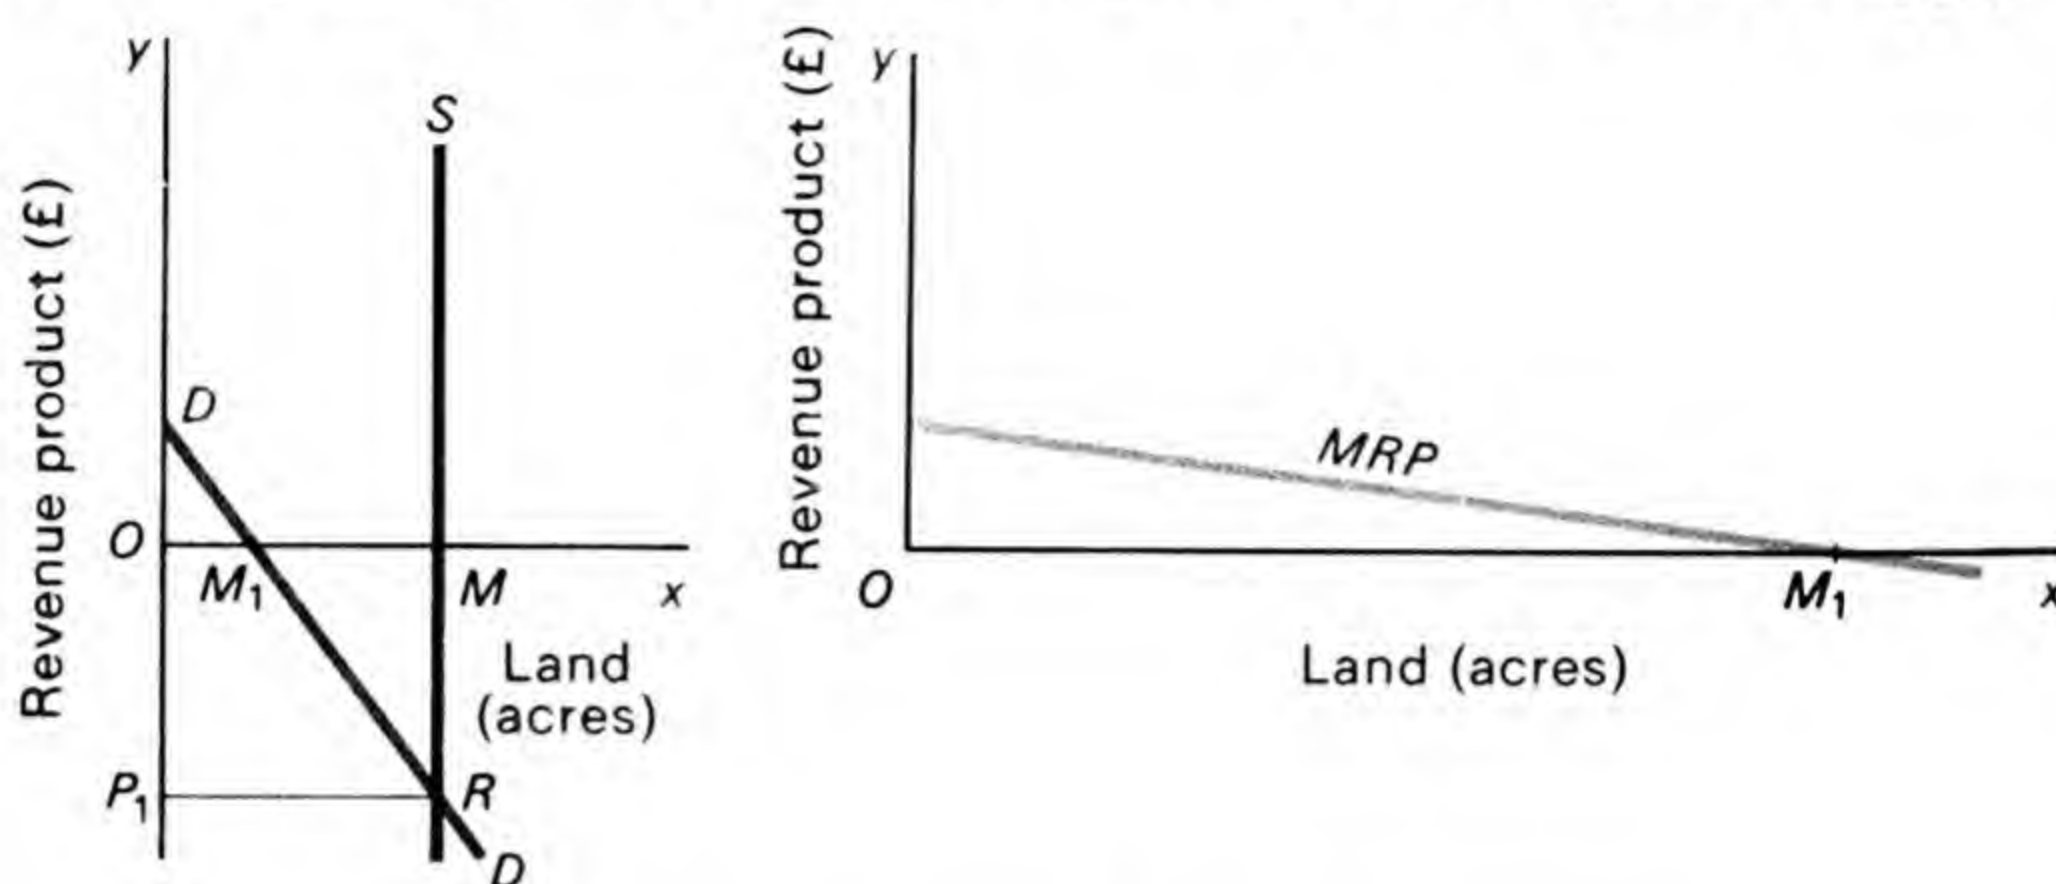 y
S
Revenue product (£)
D
O
M₁
M
x
Land
(acres)
P₁
R
D
Revenue product (£)
y
MRP
O
M₁
x
Land (acres)